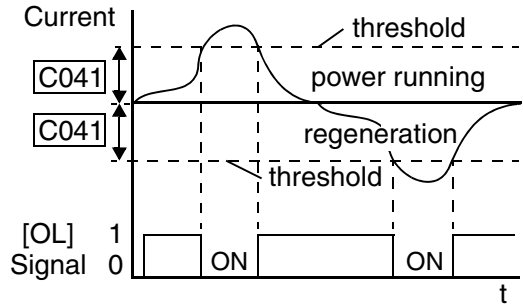 Current
threshold
C041
power running
C041
regeneration
threshold
[OL] 1
Signal 0
ON
ON
t